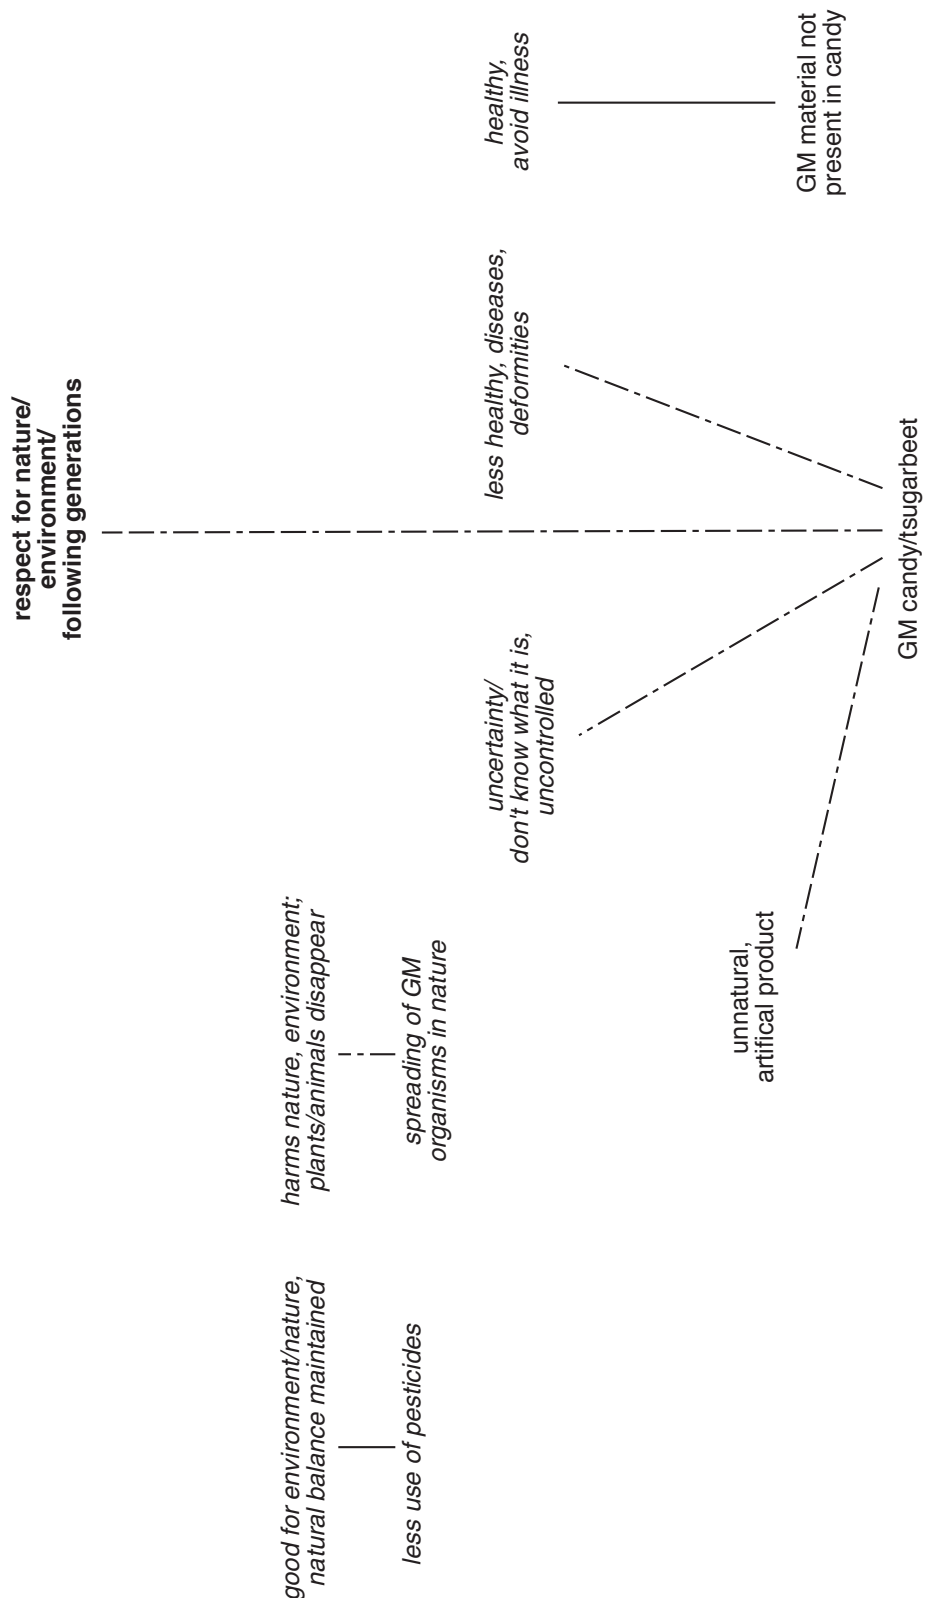 respect for nature/
environment/
following generations
good for environment/nature,
natural balance maintained
harms nature, environment;
plants/animals disappear
less use of pesticides
spreading of GM
organisms in nature
uncertainty/
don't know what it is,
uncontrolled
less healthy, diseases,
deformities
healthy,
avoid illness
unnatural,
artifical product
GM material not
present in candy
GM candy/tsugarbeet